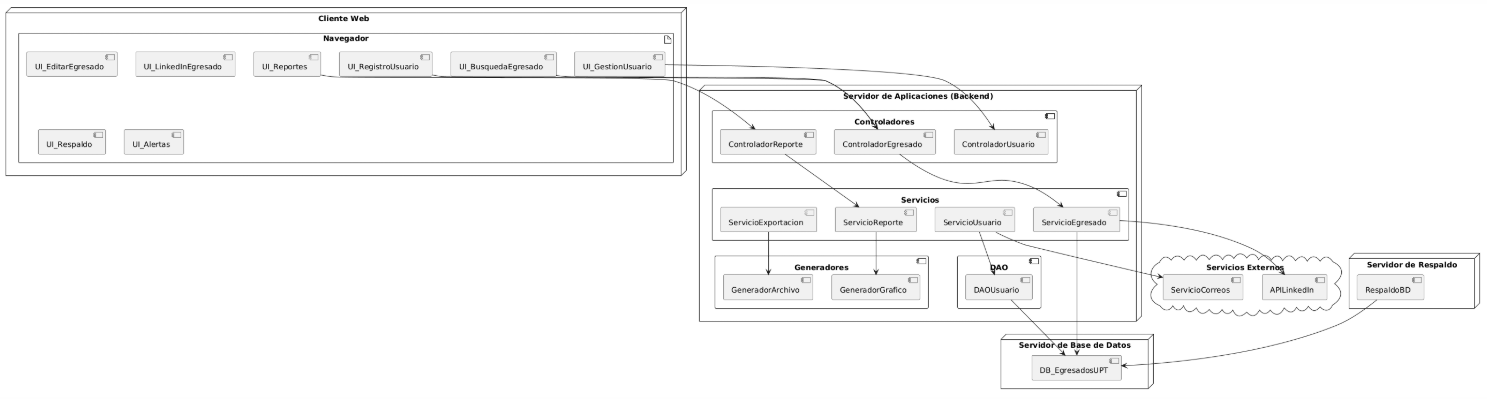 Cliente Web
Navegador
UI_EditarEgresado
UI_LinkedInEgresado
UI_Reportes
UI_RegistroUsuario
UI_BusquedaEgresado
UI_GestionUsuario
UI_Respaldo
UI_Alertas
Servidor de Aplicaciones (Backend)
Controladores
ControladorReporte
ControladorEgresado
ControladorUsuario
Servicios
ServicioExportacion
ServicioReporte
ServicioUsuario
ServicioEgresado
Generadores
GeneradorArchivo
GeneradorGrafico
DAO
DAOUsuario
Servicios Externos
ServicioCorreos
APILinkedIn
Servidor de Respaldo
RespaldoBD
Servidor de Base de Datos
DB_EgresadosUPT